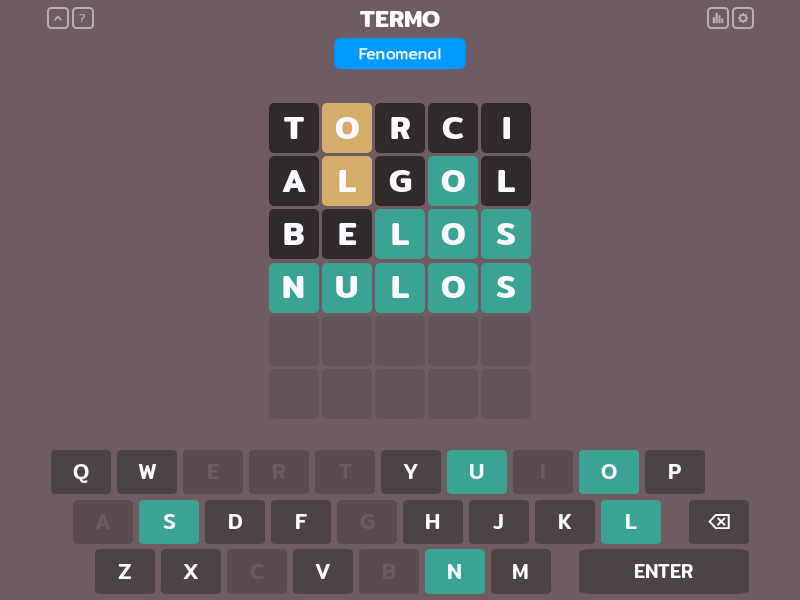 ?
TERMO
Fenomenal
T O R C I
A L G O L
B E L O S
N U L O S
Q W E R T Y U I O P
A S D F G H J K L
Z X C V B N M ENTER